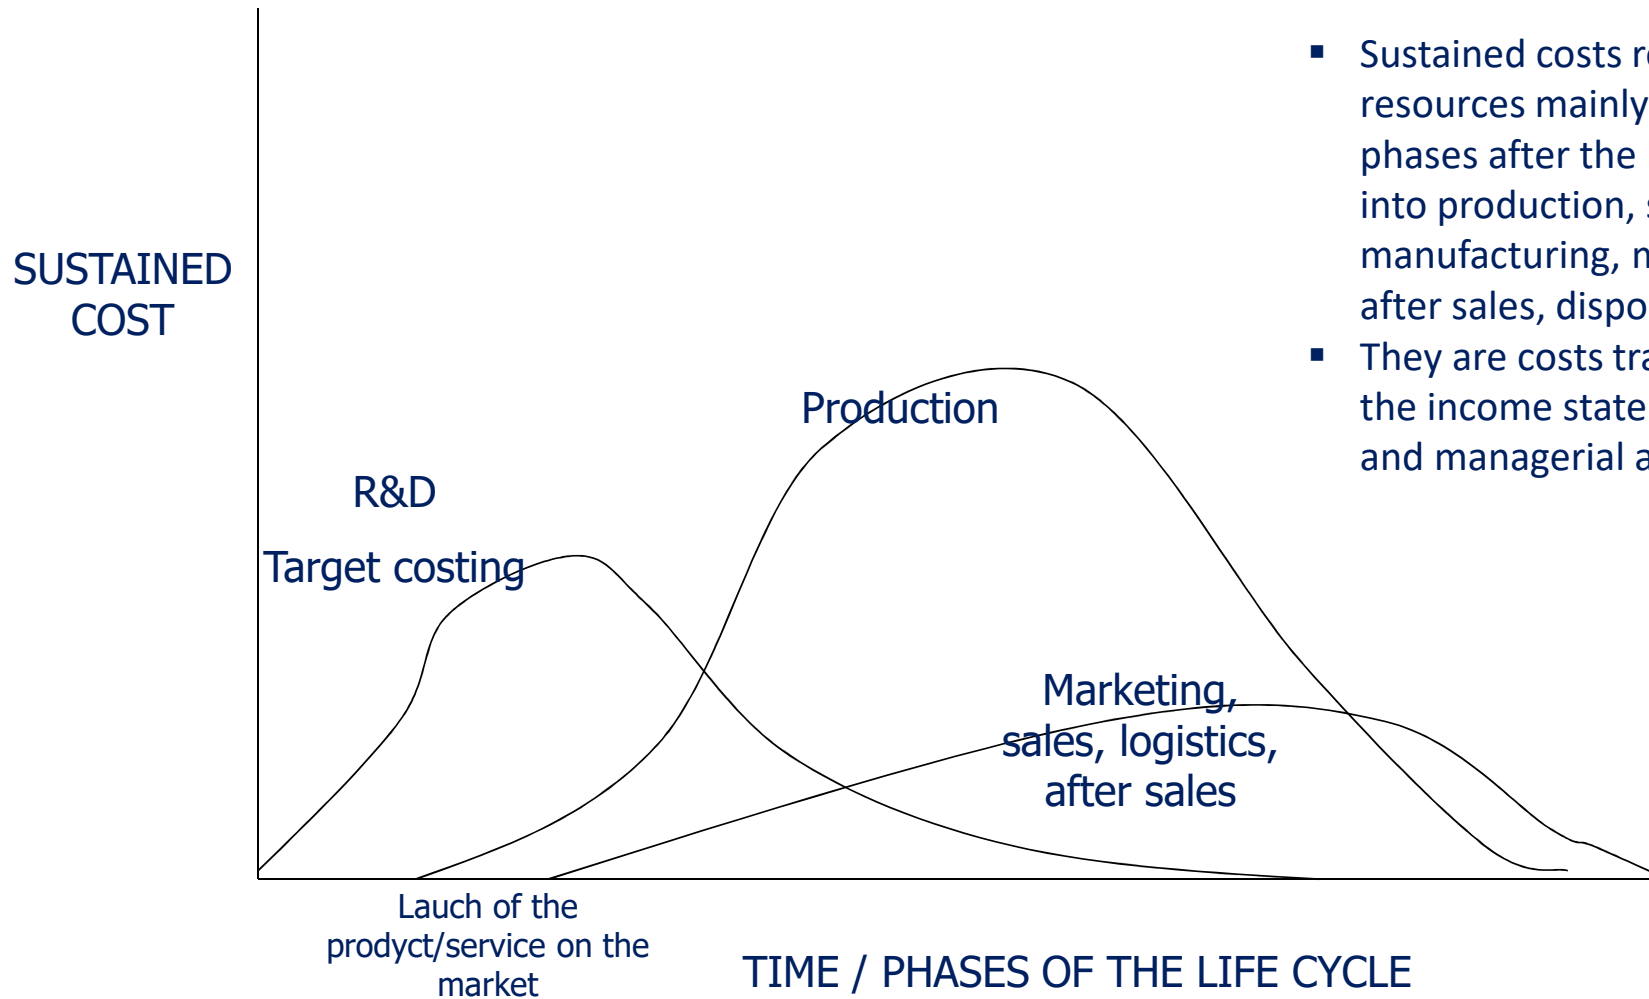 SUSTAINED
COST
R&D
Target costing
Production
Marketing,
sales, logistics,
after sales
Lauch of the
prodyct/service on the
market
TIME / PHASES OF THE LIFE CYCLE
▪ Sustained costs
resources mainly
phases after the
into production,
manufacturing,
after sales,
▪ They are costs
the income
and managerial